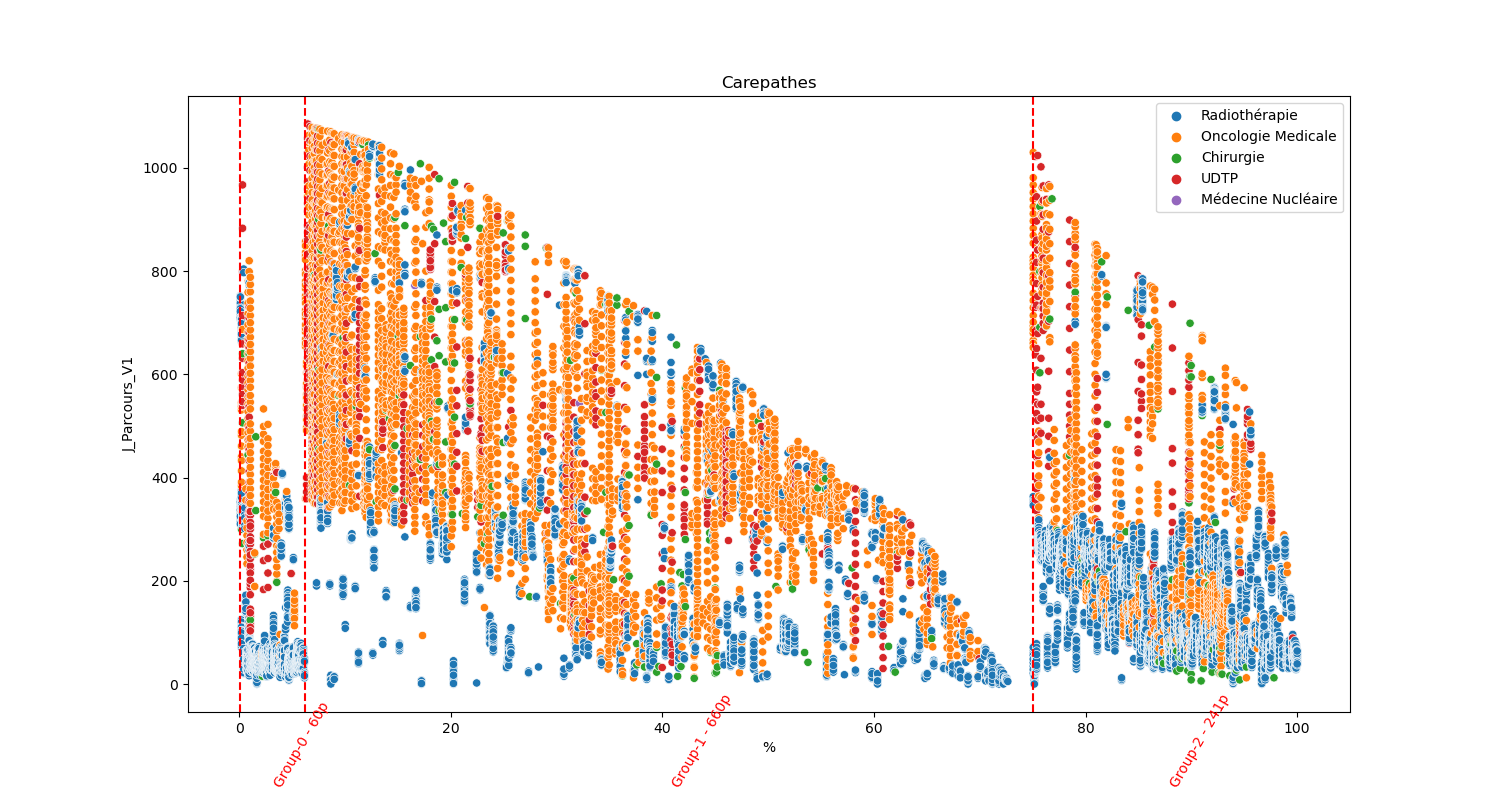 Carepathes
Radiothérapie
Oncologie Medicale
Chirurgie
UDTP
Médecine Nucléaire
J_Parcours_V1
1000
800
600
400
200
0
0
20
40
60
80
100
%
Group-0 - 60p
Group-1 - 660p
Group-2 - 241p